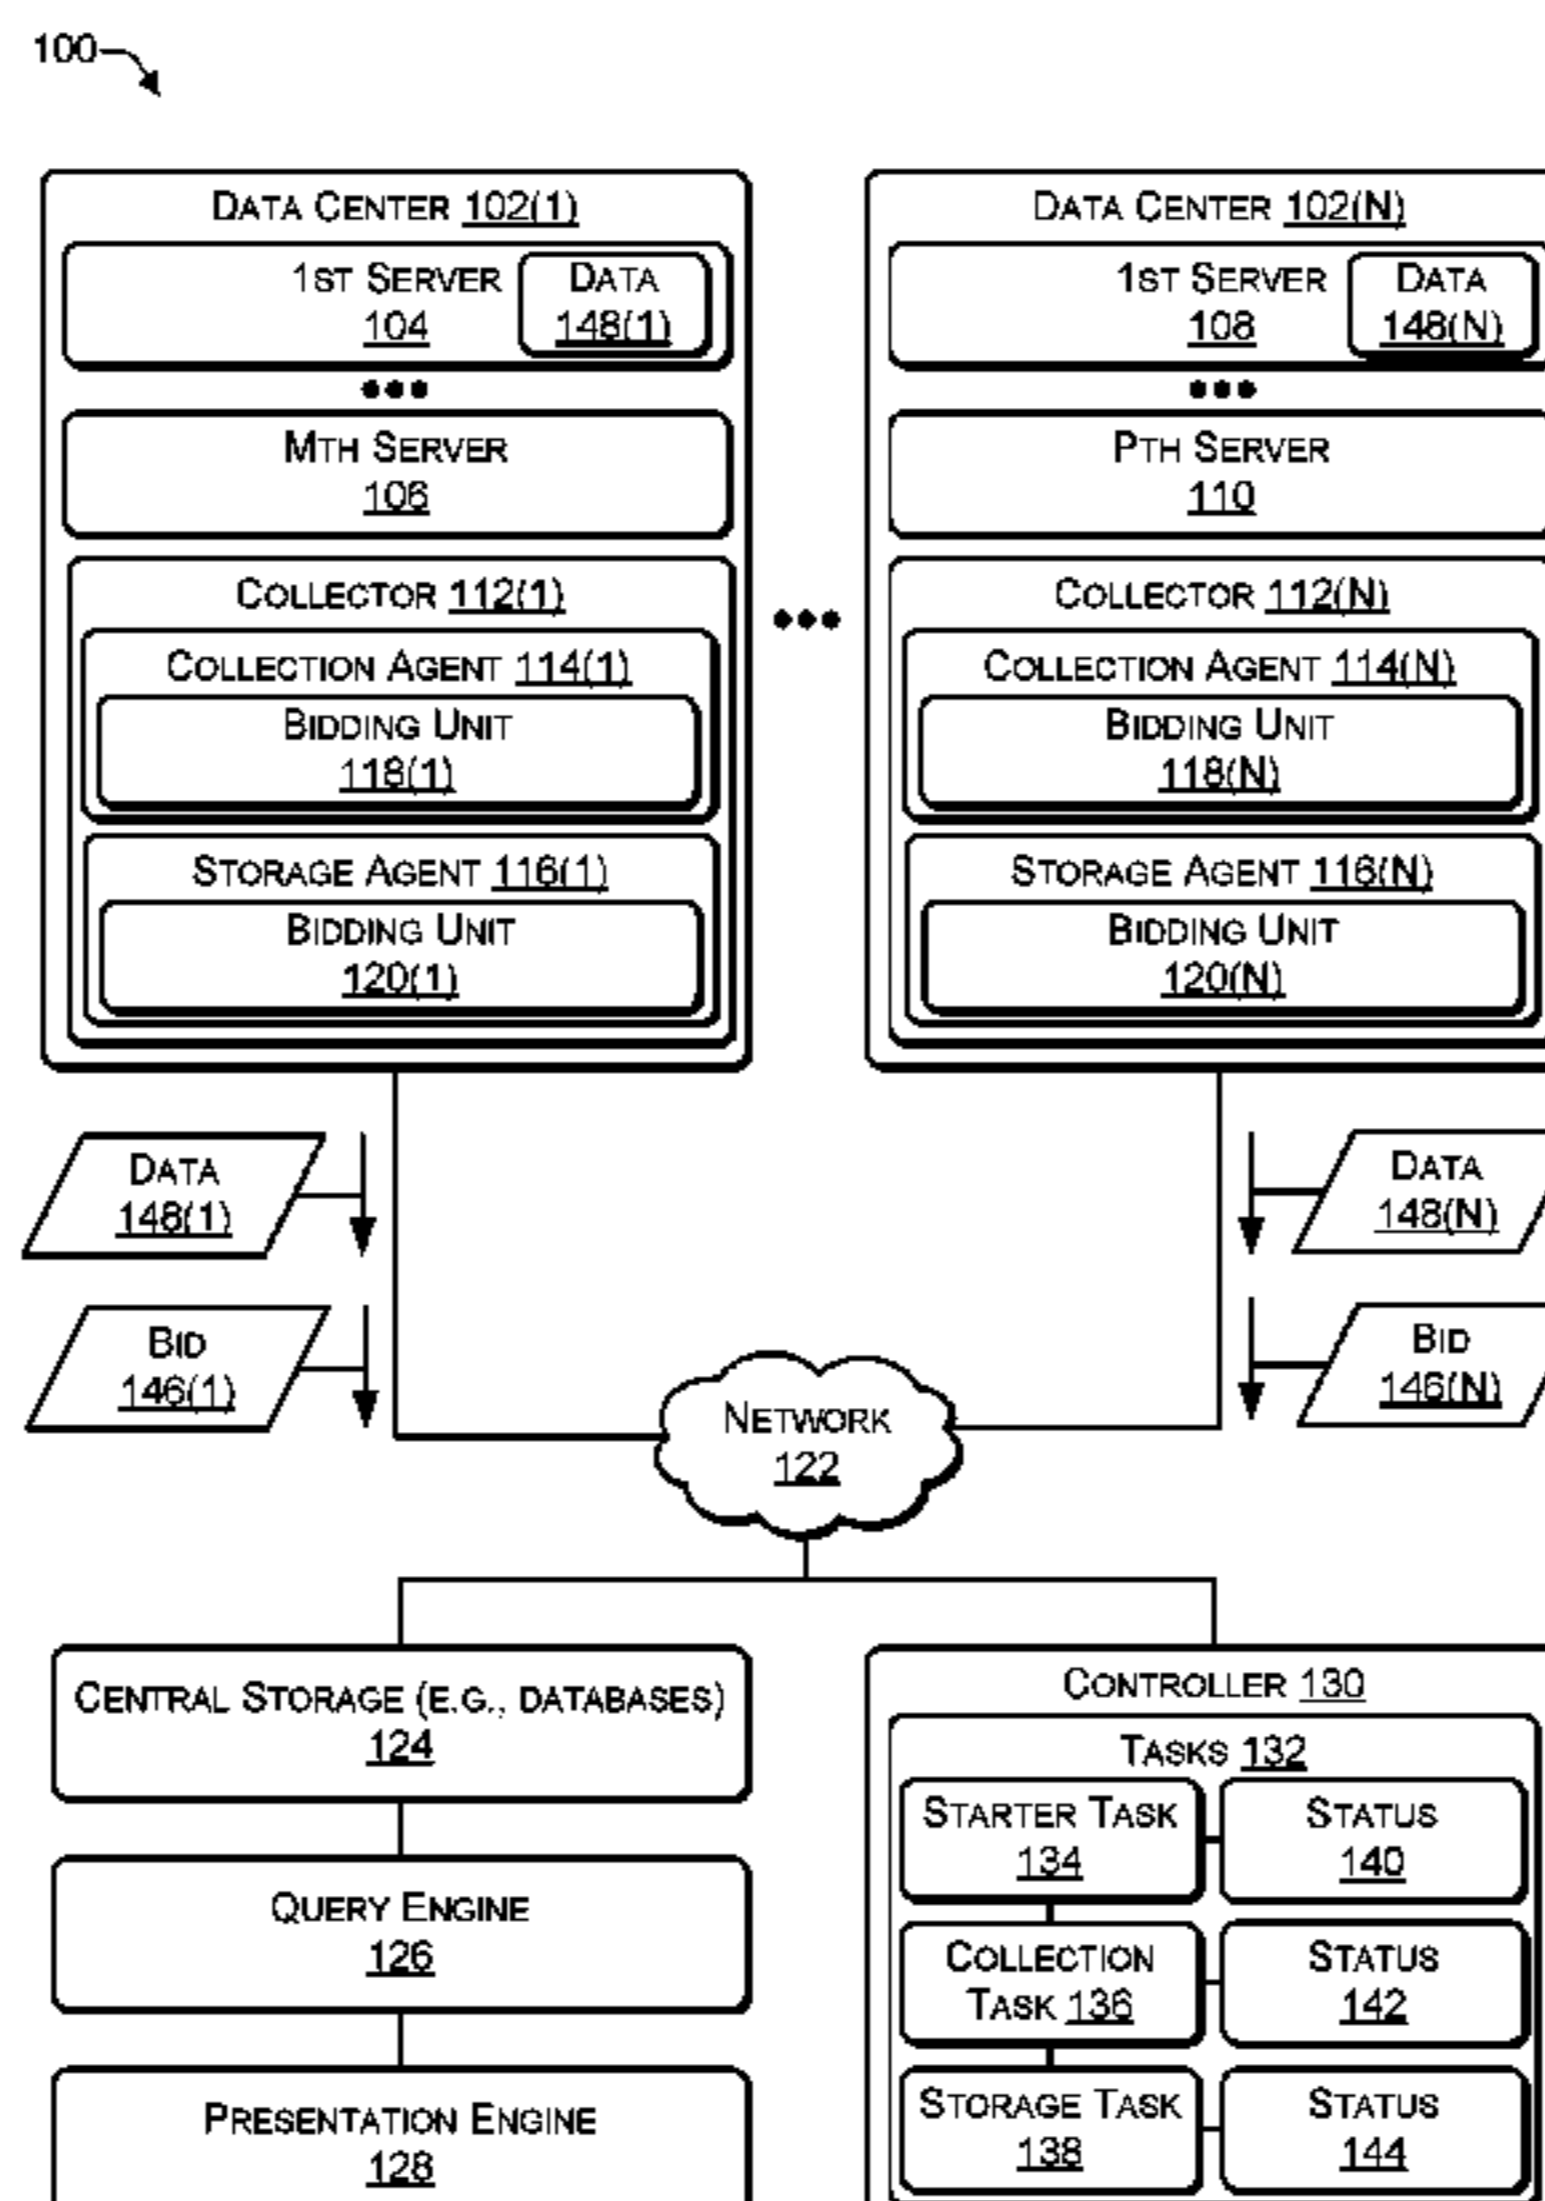 100
DATA CENTER 102(1)
1ST SERVER
104
DATA
148(1)
•••
MTH SERVER
106
COLLECTOR 112(1)
COLLECTION AGENT 114(1)
BIDDING UNIT
118(1)
STORAGE AGENT 116(1)
BIDDING UNIT
120(1)
•••
DATA CENTER 102(N)
1ST SERVER
108
DATA
148(N)
•••
PTH SERVER
110
COLLECTOR 112(N)
COLLECTION AGENT 114(N)
BIDDING UNIT
118(N)
STORAGE AGENT 116(N)
BIDDING UNIT
120(N)
DATA
148(1)
BID
146(1)
DATA
148(N)
BID
146(N)
NETWORK
122
CENTRAL STORAGE (E.G., DATABASES)
124
QUERY ENGINE
126
PRESENTATION ENGINE
128
CONTROLLER 130
TASKS 132
STARTER TASK
134
STATUS
140
COLLECTION
TASK 136
STATUS
142
STORAGE TASK
138
STATUS
144